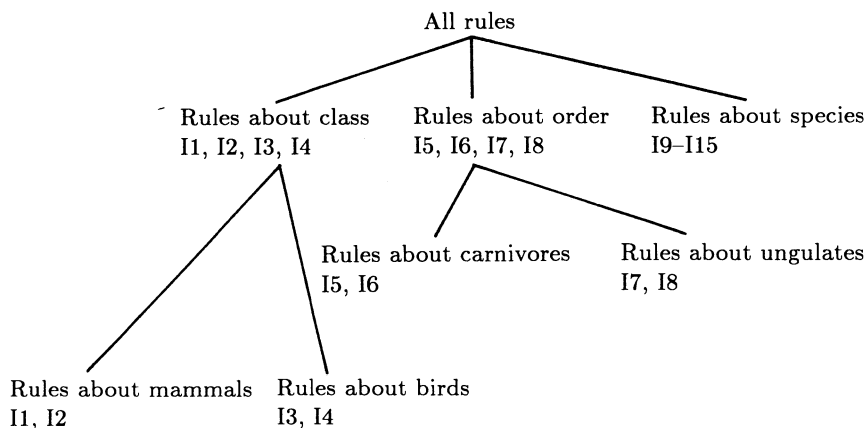 All rules
Rules about class
I1, I2, I3, I4
Rules about order
I5, I6, I7, I8
Rules about species
I9–I15
Rules about carnivores
I5, I6
Rules about ungulates
I7, I8
Rules about mammals
I1, I2
Rules about birds
I3, I4